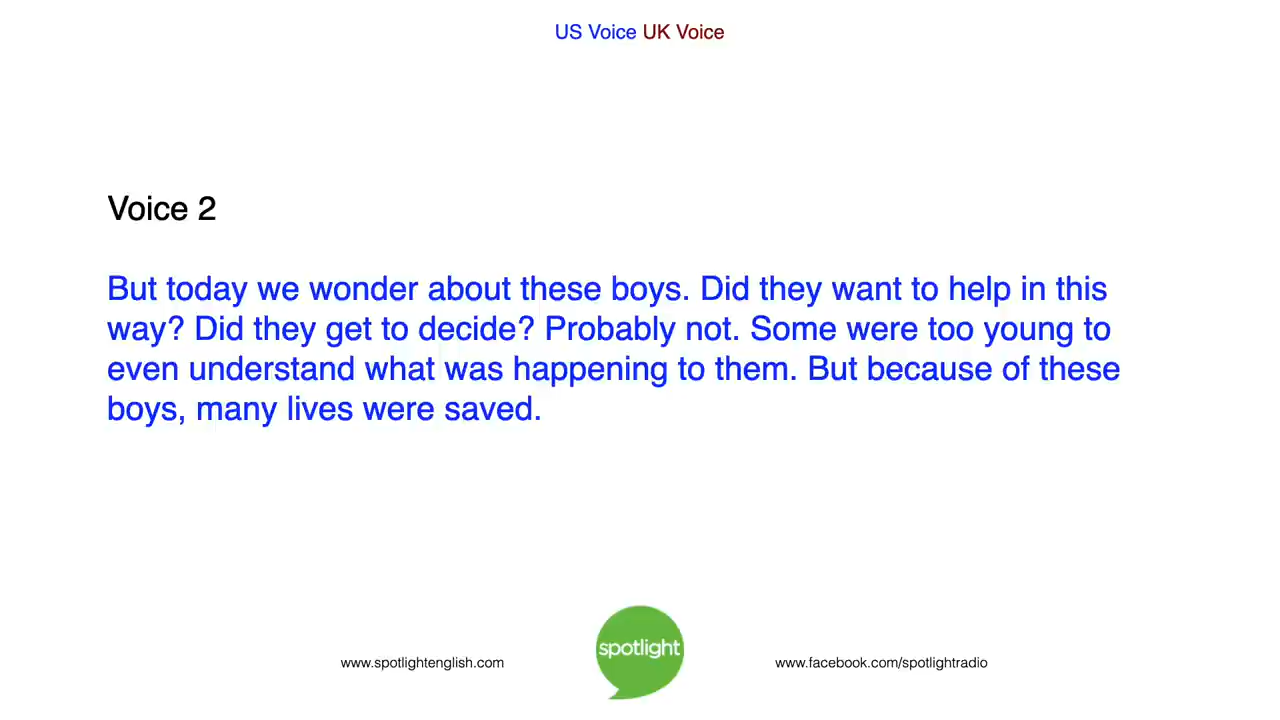 US Voice UK Voice
Voice 2
But today we wonder about these boys. Did they want to help in this
way? Did they get to decide? Probably not. Some were too young to
even understand what was happening to them. But because of these
boys, many lives were saved.
spotlight
www.spotlightenglish.com
www.facebook.com/spotlightradio